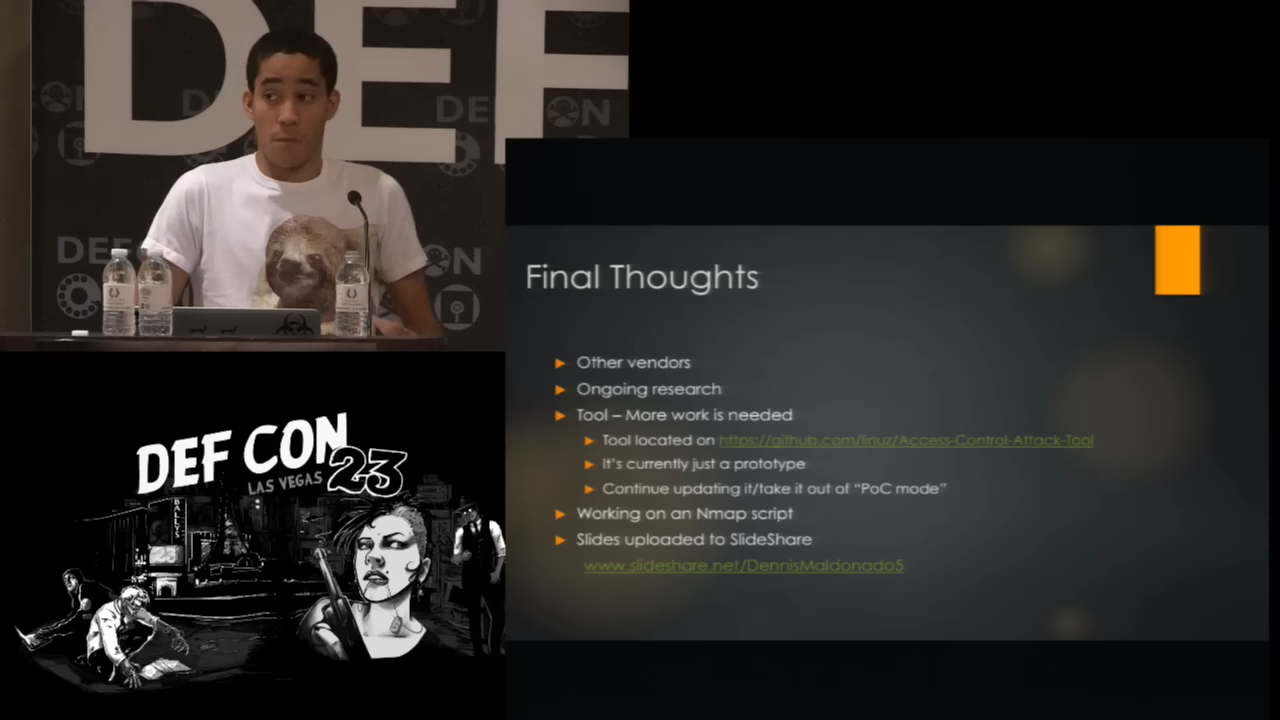 DEF
DEF CON
DEF CON
CON
Final Thoughts
Other vendors
Ongoing research
Tool – More work is needed
Tool located on https://github.com/linuz/Access-Control-Attack-Tool
It's currently just a prototype
Continue updating it/take it out of “PoC mode”
Working on an Nmap script
Slides uploaded to SlideShare
www.slideshare.net/DennisMaldonado5
DEF CON 23
LAS VEGAS
BALLYS